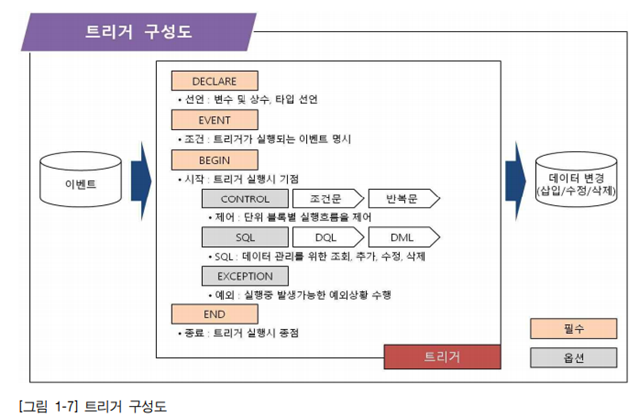 트리거 구성도
DECLARE
• 선언 : 변수 및 상수, 타입 선언
EVENT
• 조건 : 트리거가 실행되는 이벤트 명시
BEGIN
• 시작 : 트리거 실행시 기점
CONTROL 조건문 반복문
• 제어 : 단위 블록별 실행흐름을 제어
SQL DQL DML
• SQL : 데이터 관리를 위한 조회, 추가, 수정, 삭제
EXCEPTION
• 예외 : 실행중 발생가능한 예외상황 수행
END
• 종료 : 트리거 실행시 종점
트리거
이벤트
데이터 변경
(삽입/수정/삭제)
필수
옵션
[그림 1-7] 트리거 구성도